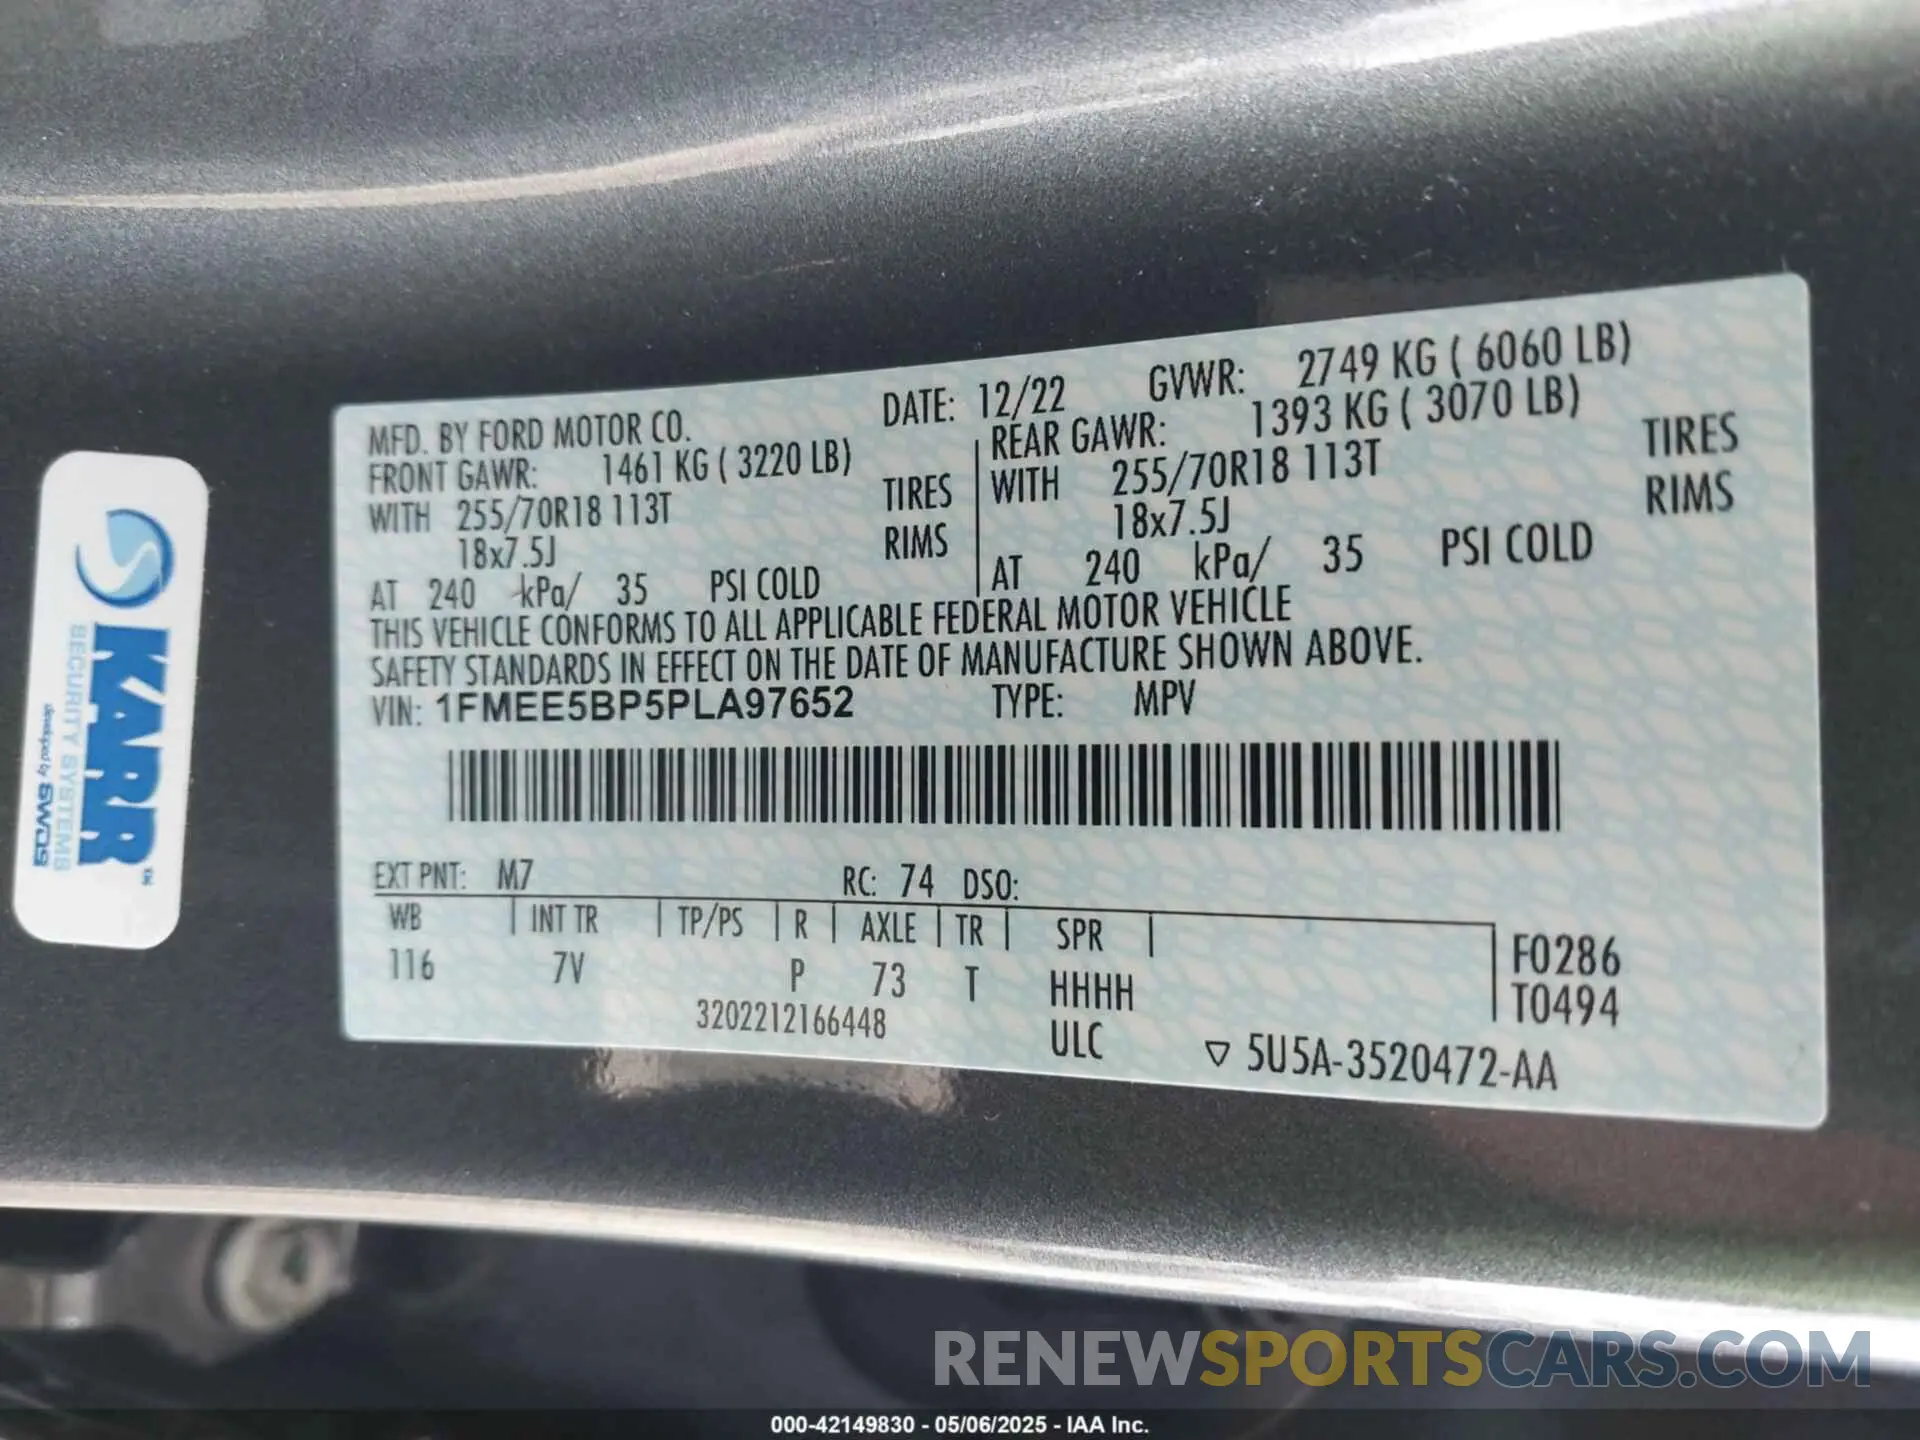 MFD. BY FORD MOTOR CO. DATE: 12/22 GVWR: 2749 KG ( 6060 LB)
FRONT GAWR: 1461 KG ( 3220 LB) REAR GAWR: 1393 KG ( 3070 LB)
WITH 255/70R18 113T TIRES WITH 255/70R18 113T TIRES
18x7.5J RIMS 18x7.5J RIMS
AT 240 kPa/ 35 PSI COLD AT 240 kPa/ 35 PSI COLD
THIS VEHICLE CONFORMS TO ALL APPLICABLE FEDERAL MOTOR VEHICLE
SAFETY STANDARDS IN EFFECT ON THE DATE OF MANUFACTURE SHOWN ABOVE.
VIN: 1FMEE5BP5PLA97652 TYPE: MPV
EXT PNT: M7 RC: 74 DSO:
WB INT TR TP/PS R AXLE TR SPR
116 7V P 73 T HHHH
F0286
T0494
3202212166448 ULC ▽ 5U5A-3520472-AA
KARR™
SECURITY SYSTEMS
developed by SWDS
RENEWSPORTSCARS.COM
000-42149830 - 05/06/2025 - IAA Inc.